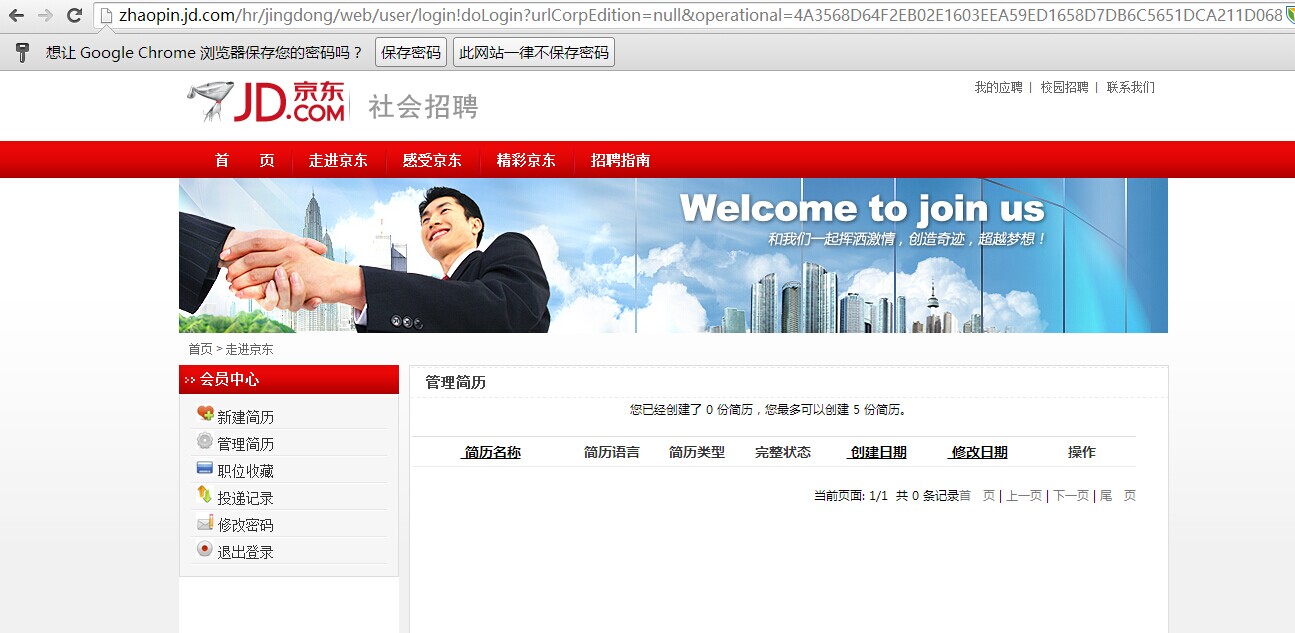 zhaopin.jd.com/hr/jingdong/web/user/login!doLogin?urlCorpEdition=null&operational=4A3568D64F2EB02E1603EEA59ED1658D7DB6C5651DCA211D068
想让 Google Chrome 浏览器保存您的密码吗？ 保存密码 此网站一律不保存密码
JD.COM 京东 社会招聘
我的应聘 | 校园招聘 | 联系我们
首 页 走进京东 感受京东 精彩京东 招聘指南
Welcome to join us
和我们一起挥洒激情，创造奇迹，超越梦想！
首页 > 走进京东
会员中心
新建简历
管理简历
职位收藏
投递记录
修改密码
退出登录
管理简历
您已经创建了 0 份简历，您最多可以创建 5 份简历。
简历名称 简历语言 简历类型 完整状态 创建日期 修改日期 操作
当前页面: 1/1 共 0 条记录首 页 | 上一页 | 下一页 | 尾 页